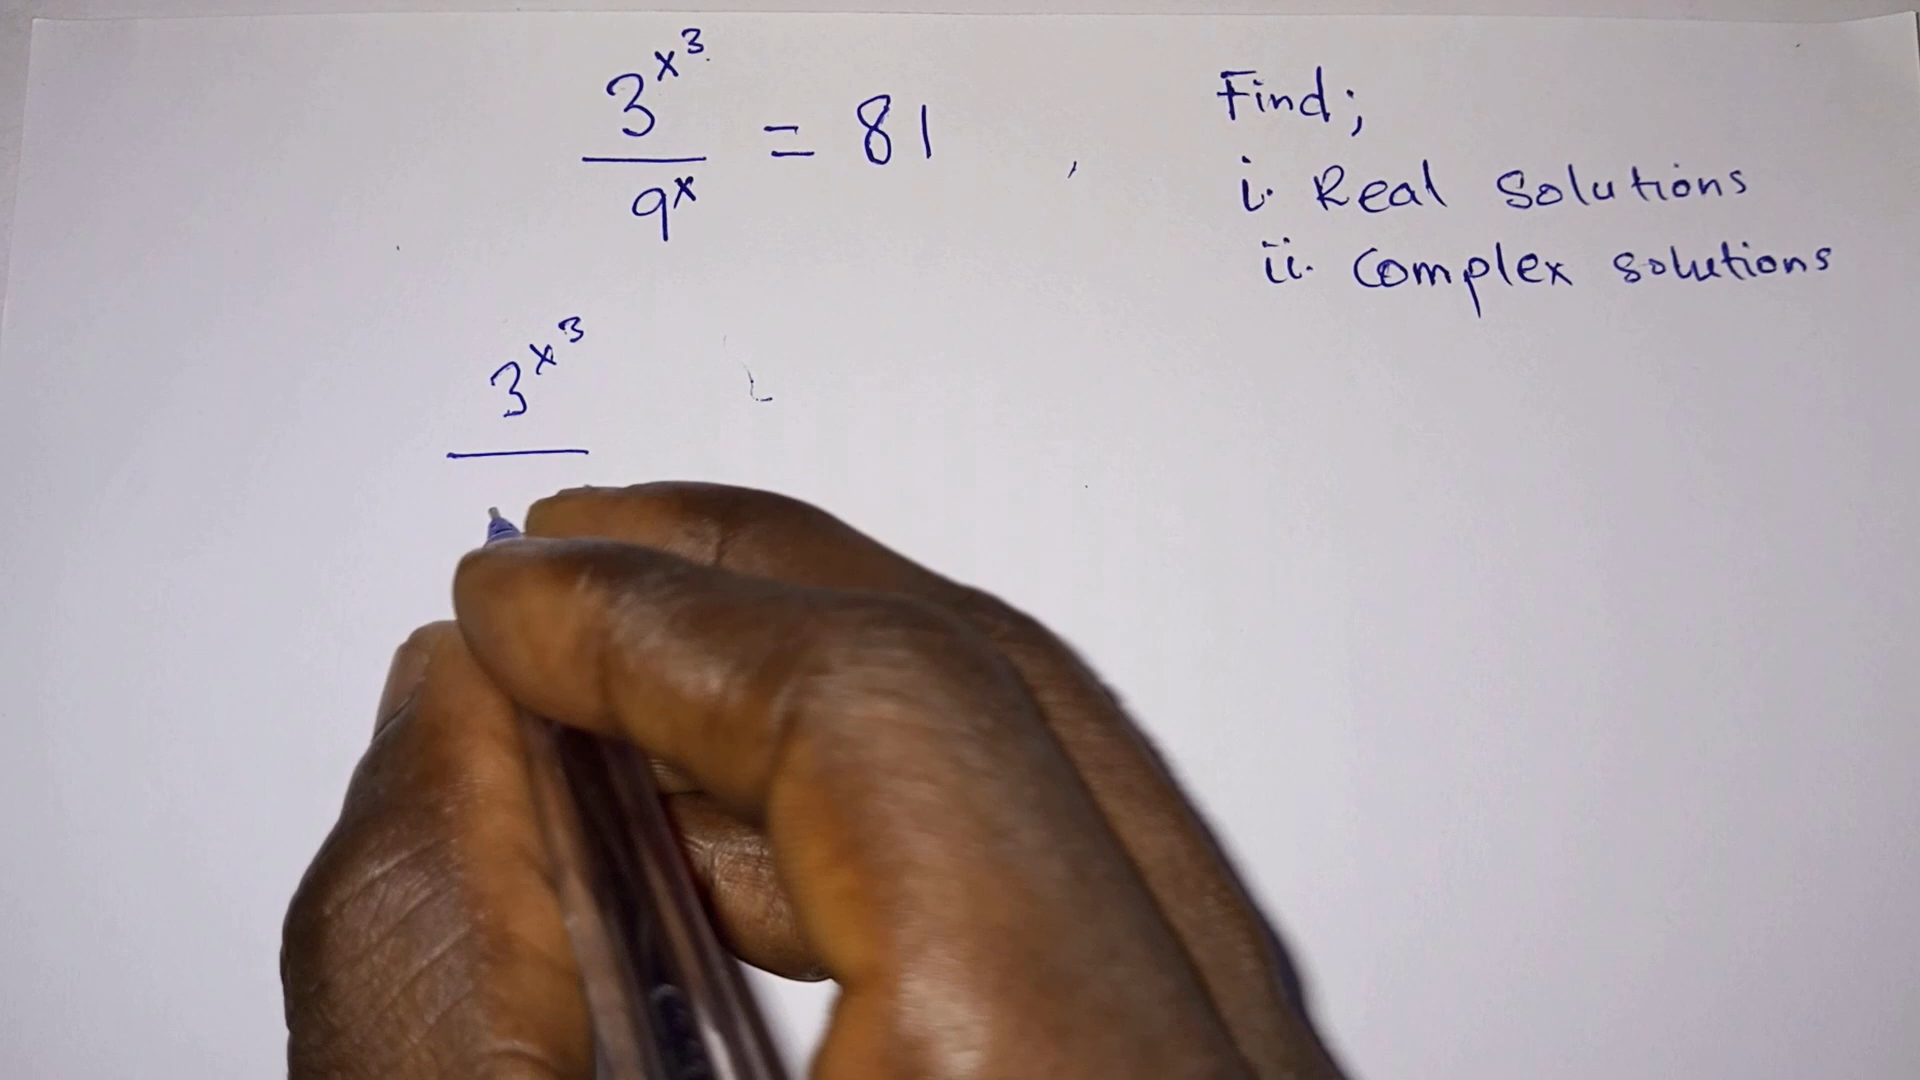 3^x^3 / 9^x = 81 ,
Find;
i. Real Solutions
ii. Complex solutions
3^x^3